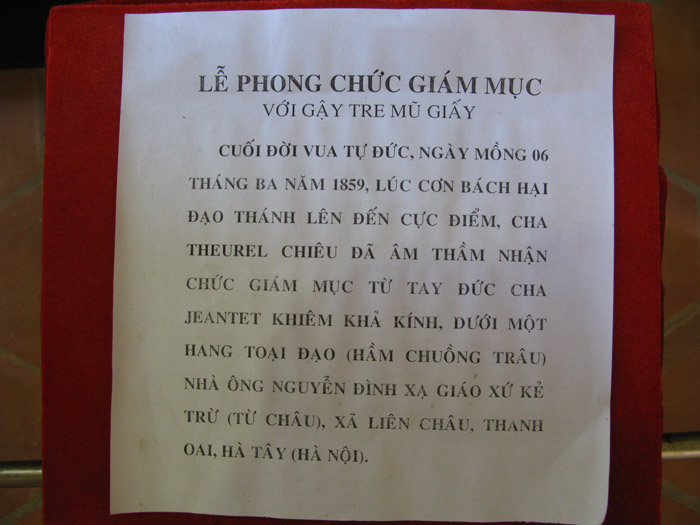 LỄ PHONG CHỨC GIÁM MỤC
VỚI GẬY TRE MŨ GIẤY
CUỐI ĐỜI VUA TỰ ĐỨC, NGÀY MỒNG 06
THÁNG BA NĂM 1859, LÚC CƠN BÁCH HẠI
ĐẠO THÁNH LÊN ĐẾN CỰC ĐIỂM, CHA
THEUREL CHIÊU ĐÃ ÂM THẦM NHẬN
CHỨC GIÁM MỤC TỪ TAY ĐỨC CHA
JEANTET KHIÊM KHẢ KÍNH, DƯỚI MỘT
HANG TOẠI ĐẠO (HẦM CHUỒNG TRÂU)
NHÀ ÔNG NGUYỄN ĐÌNH XẠ GIÁO XỨ KẺ
TRỪ (TỪ CHÂU), XÃ LIÊN CHÂU, THANH
OAI, HÀ TÂY (HÀ NỘI).